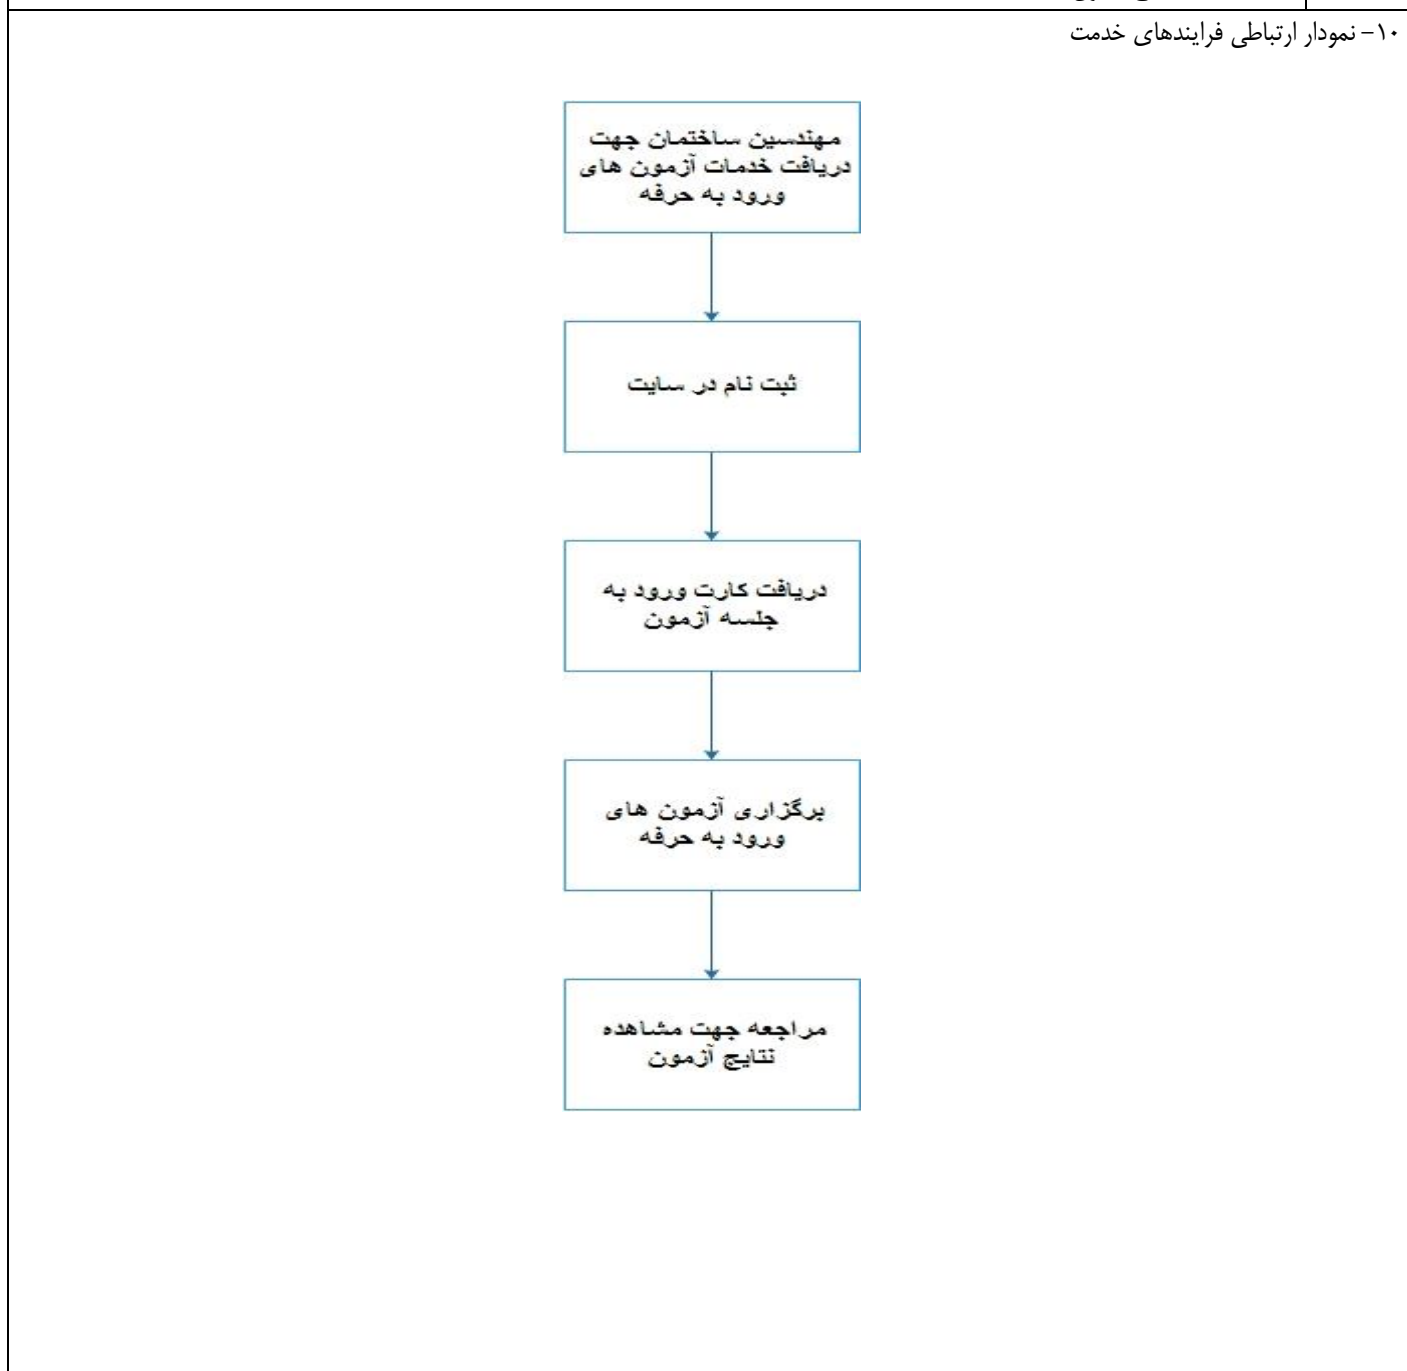 ۱۰- نمودار ارتباطی فرایندهای خدمت
مهندسین ساختمان جهت
دریافت خدمات آزمون های
ورود به حرفه
ثبت نام در سایت
دریافت کارت ورود به
جلسه آزمون
برگزاری آزمون های
ورود به حرفه
مراجعه جهت مشاهده
نتایج آزمون